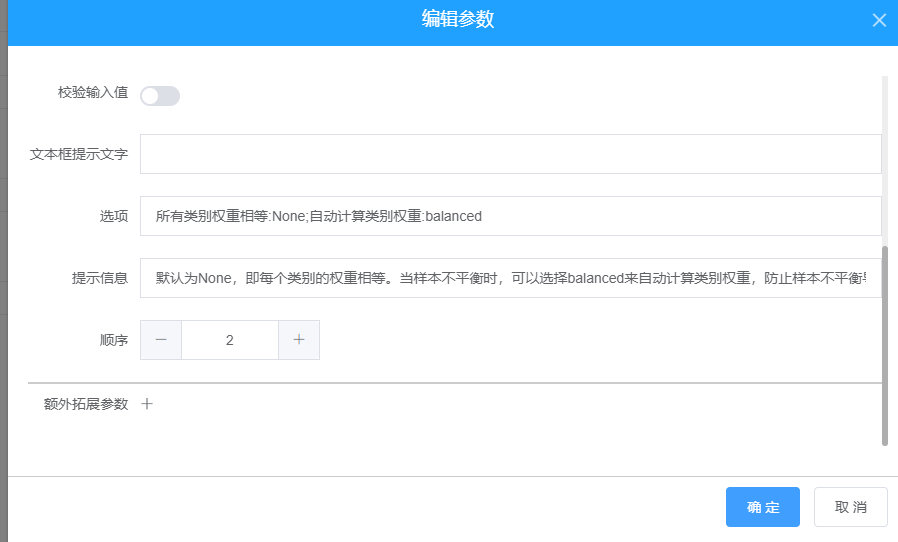 编辑参数
校验输入值
文本框提示文字
选项 所有类别权重相等:None;自动计算类别权重:balanced
提示信息 默认为None，即每个类别的权重相等。当样本不平衡时，可以选择balanced来自动计算类别权重，防止样本不平衡
顺序 2
额外拓展参数
确定 取消